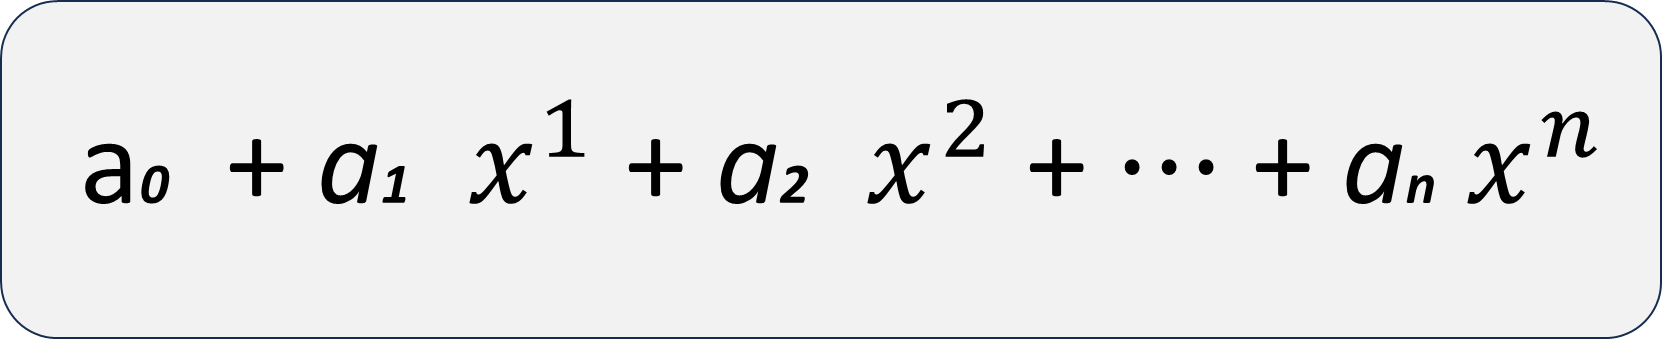 a₀ + a₁ x¹ + a₂ x² + ⋯ + aₙ xⁿ